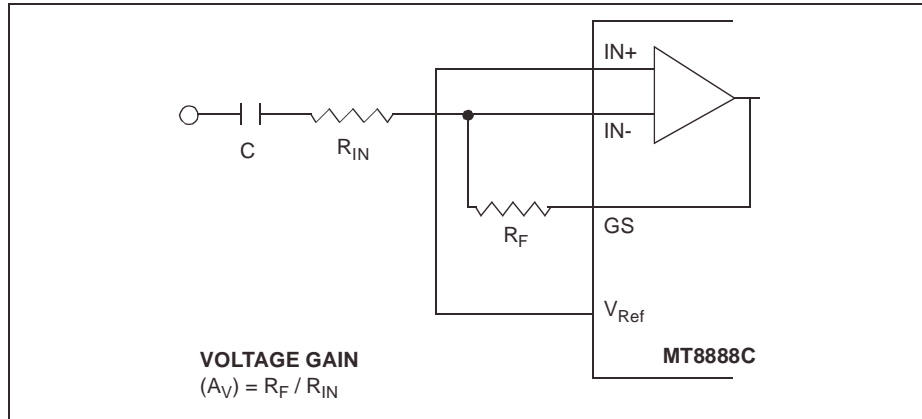 IN+
IN-
C
R_IN
R_F
GS
V_Ref
MT8888C
VOLTAGE GAIN
(A_V) = R_F / R_IN